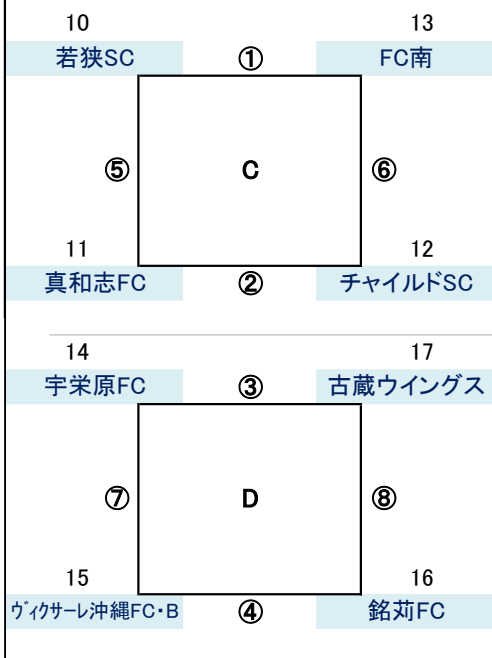 10 13
若狭SC ① FC南
⑤ C ⑥
11 12
真和志FC ② チャイルドSC
14 17
宇栄原FC ③ 古蔵ウイングス
⑦ D ⑧
15 16
ヴィクサーレ沖縄FC・B ④ 銘苅FC